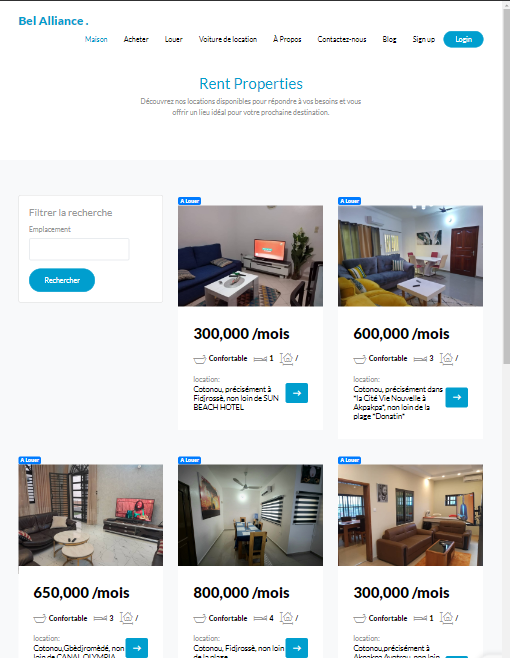 Bel Alliance .
Maison Acheter Louer Voiture de location À Propos Contactez-nous Blog Sign up Login
Rent Properties
Découvrez nos locations disponibles pour répondre à vos besoins et vous
offrir un lieu idéal pour votre prochaine destination.
Filtrer la recherche
Emplacement
Rechercher
A Louer
300,000 /mois
Confortable 1 /
location:
Cotonou, précisément à
Fidjrossè, non loin de SUN
BEACH HOTEL
A Louer
600,000 /mois
Confortable 3 /
location:
Cotonou, précisément dans
"la Cité Vie Nouvelle à
Akpakpa", non loin de la
plage "Donatin"
A Louer
650,000 /mois
Confortable 3 /
location:
Cotonou,Gbèdjromèdé, non
loin de CANAL OLYMPIA
A Louer
800,000 /mois
Confortable 4 /
location:
Cotonou, Fidjrossè, non loin
de la plage
A Louer
300,000 /mois
Confortable 1 /
location:
Cotonou,précisément à
Akpakpa